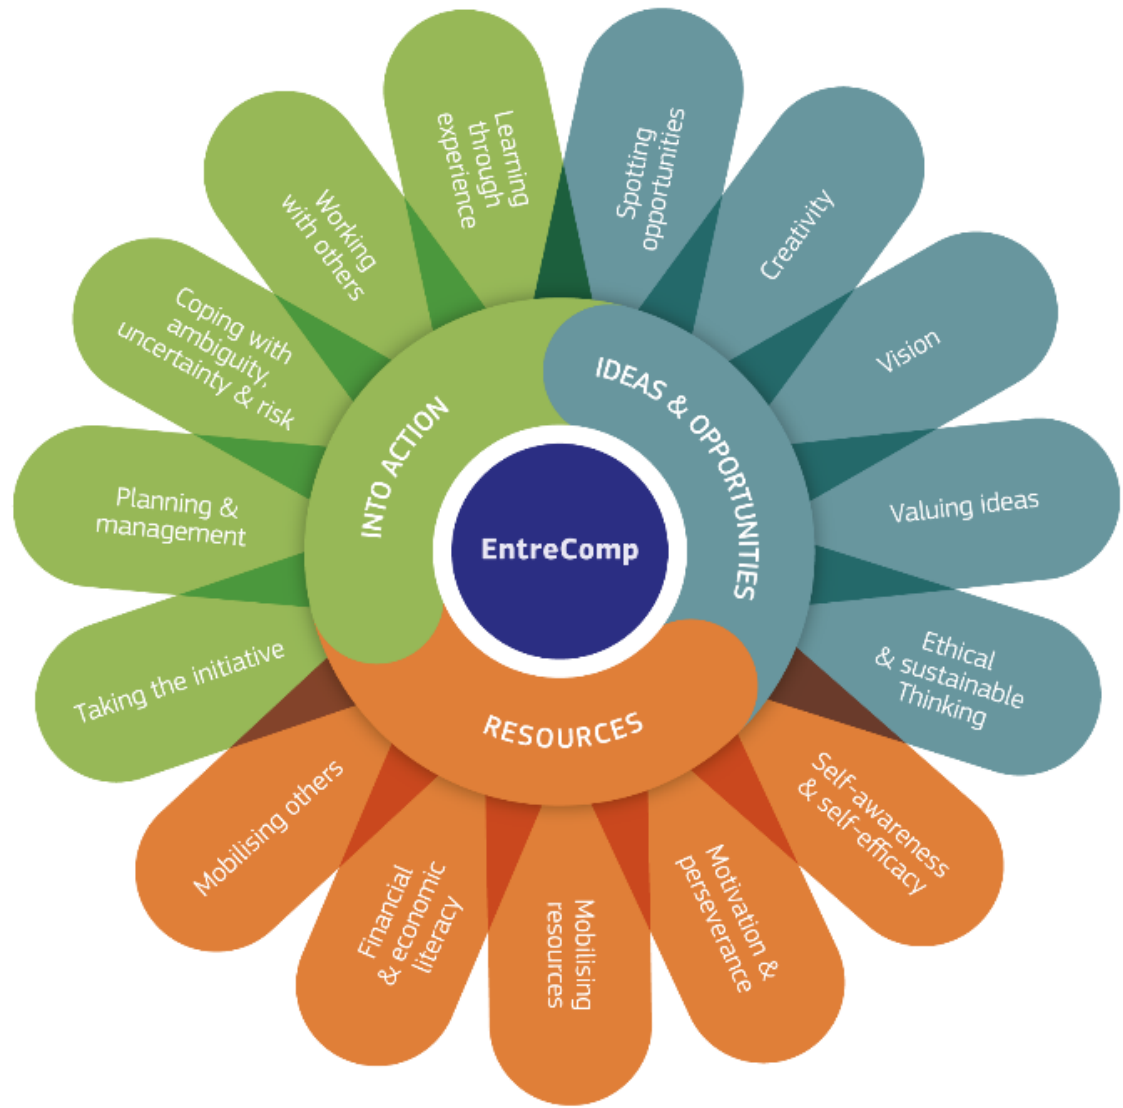 EntreComp
IDEAS & OPPORTUNITIES
Spotting
opportunities
Creativity
Vision
Valuing ideas
Ethical
& sustainable
Thinking
RESOURCES
Self-awareness
& self-efficacy
Motivation &
perseverance
Mobilising
resources
Financial
& economic
literacy
Mobilising others
INTO ACTION
Taking the initiative
Planning &
management
Coping with
ambiguity,
uncertainty & risk
Working
with others
Learning
through
experience